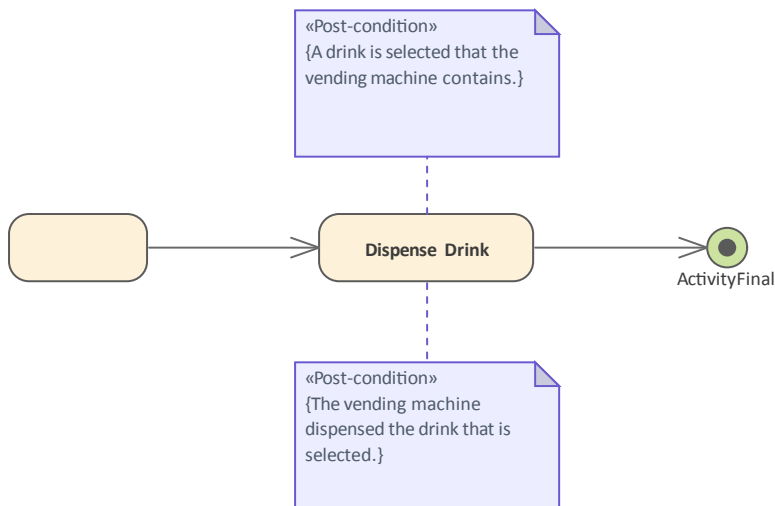 «Post-condition»
{A drink is selected that the
vending machine contains.}
Dispense Drink
ActivityFinal
«Post-condition»
{The vending machine
dispensed the drink that is
selected.}